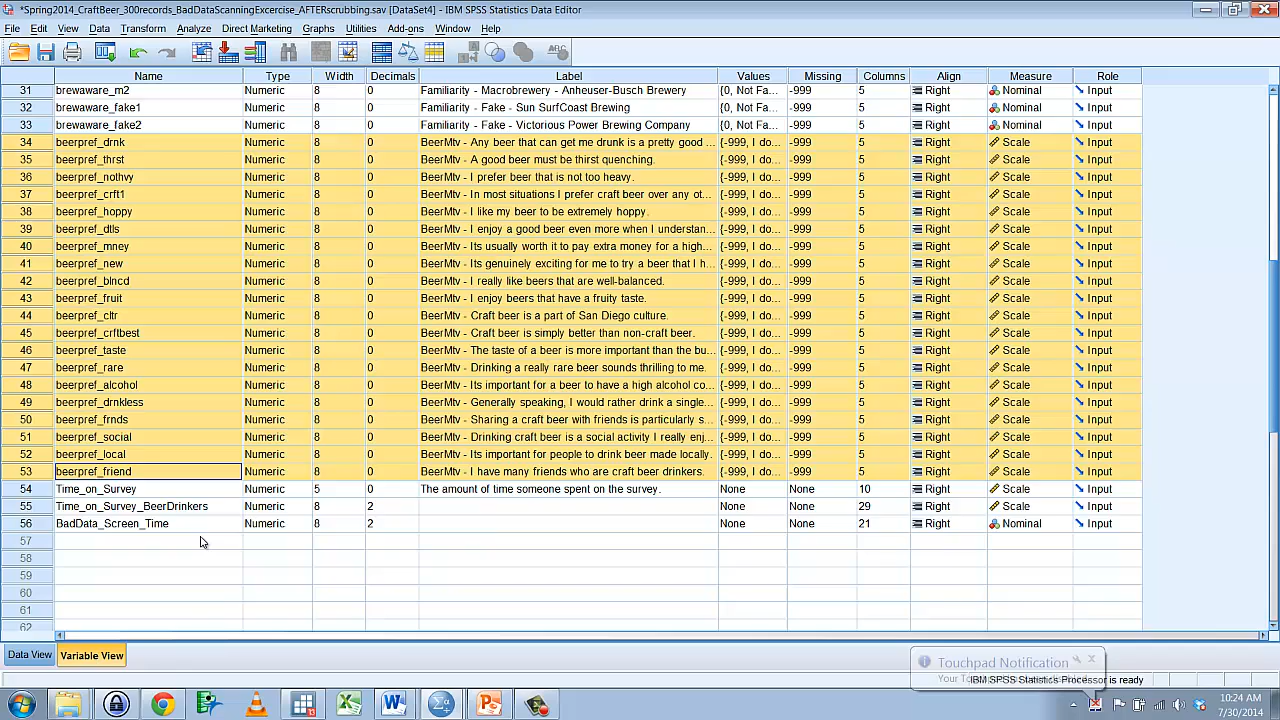 *Spring2014_CraftBeer_300records_BadDataScanningExcercise_AFTERscrubbing.sav [DataSet4] - IBM SPSS Statistics Data Editor
File Edit View Data Transform Analyze Direct Marketing Graphs Utilities Add-ons Window Help
Name Type Width Decimals Label Values Missing Columns Align Measure Role
31 brewaware_m2 Numeric 8 0 Familiarity - Macrobrewery - Anheuser-Busch Brewery {0, Not Fa... -999 5 Right Nominal Input
32 brewaware_fake1 Numeric 8 0 Familiarity - Fake - Sun SurfCoast Brewing {0, Not Fa... -999 5 Right Nominal Input
33 brewaware_fake2 Numeric 8 0 Familiarity - Fake - Victorious Power Brewing Company {0, Not Fa... -999 5 Right Nominal Input
34 beerpref_drnk Numeric 8 0 BeerMtv - Any beer that can get me drunk is a pretty good ... {-999, I do... -999 5 Right Scale Input
35 beerpref_thrst Numeric 8 0 BeerMtv - A good beer must be thirst quenching. {-999, I do... -999 5 Right Scale Input
36 beerpref_nothvy Numeric 8 0 BeerMtv - I prefer beer that is not too heavy. {-999, I do... -999 5 Right Scale Input
37 beerpref_crft1 Numeric 8 0 BeerMtv - In most situations I prefer craft beer over any ot... {-999, I do... -999 5 Right Scale Input
38 beerpref_hoppy Numeric 8 0 BeerMtv - I like my beer to be extremely hoppy. {-999, I do... -999 5 Right Scale Input
39 beerpref_dtls Numeric 8 0 BeerMtv - I enjoy a good beer even more when I understan... {-999, I do... -999 5 Right Scale Input
40 beerpref_mney Numeric 8 0 BeerMtv - Its usually worth it to pay extra money for a high... {-999, I do... -999 5 Right Scale Input
41 beerpref_new Numeric 8 0 BeerMtv - Its genuinely exciting for me to try a beer that I h... {-999, I do... -999 5 Right Scale Input
42 beerpref_blncd Numeric 8 0 BeerMtv - I really like beers that are well-balanced. {-999, I do... -999 5 Right Scale Input
43 beerpref_fruit Numeric 8 0 BeerMtv - I enjoy beers that have a fruity taste. {-999, I do... -999 5 Right Scale Input
44 beerpref_cltr Numeric 8 0 BeerMtv - Craft beer is a part of San Diego culture. {-999, I do... -999 5 Right Scale Input
45 beerpref_crftbest Numeric 8 0 BeerMtv - Craft beer is simply better than non-craft beer. {-999, I do... -999 5 Right Scale Input
46 beerpref_taste Numeric 8 0 BeerMtv - The taste of a beer is more important than the bu... {-999, I do... -999 5 Right Scale Input
47 beerpref_rare Numeric 8 0 BeerMtv - Drinking a really rare beer sounds thrilling to me. {-999, I do... -999 5 Right Scale Input
48 beerpref_alcohol Numeric 8 0 BeerMtv - Its important for a beer to have a high alcohol co... {-999, I do... -999 5 Right Scale Input
49 beerpref_drnkless Numeric 8 0 BeerMtv - Generally speaking, I would rather drink a single... {-999, I do... -999 5 Right Scale Input
50 beerpref_frnds Numeric 8 0 BeerMtv - Sharing a craft beer with friends is particularly s... {-999, I do... -999 5 Right Scale Input
51 beerpref_social Numeric 8 0 BeerMtv - Drinking craft beer is a social activity I really enj... {-999, I do... -999 5 Right Scale Input
52 beerpref_local Numeric 8 0 BeerMtv - Its important for people to drink beer made locally. {-999, I do... -999 5 Right Scale Input
53 beerpref_friend Numeric 8 0 BeerMtv - I have many friends who are craft beer drinkers. {-999, I do... -999 5 Right Scale Input
54 Time_on_Survey Numeric 5 0 The amount of time someone spent on the survey. None None 10 Right Scale Input
55 Time_on_Survey_BeerDrinkers Numeric 8 2 None None 29 Right Scale Input
56 BadData_Screen_Time Numeric 8 2 None None 21 Right Nominal Input
57
58
59
60
61
62
Data View Variable View
Touchpad Notification
IBM SPSS Statistics Processor is ready
10:24 AM
7/30/2014